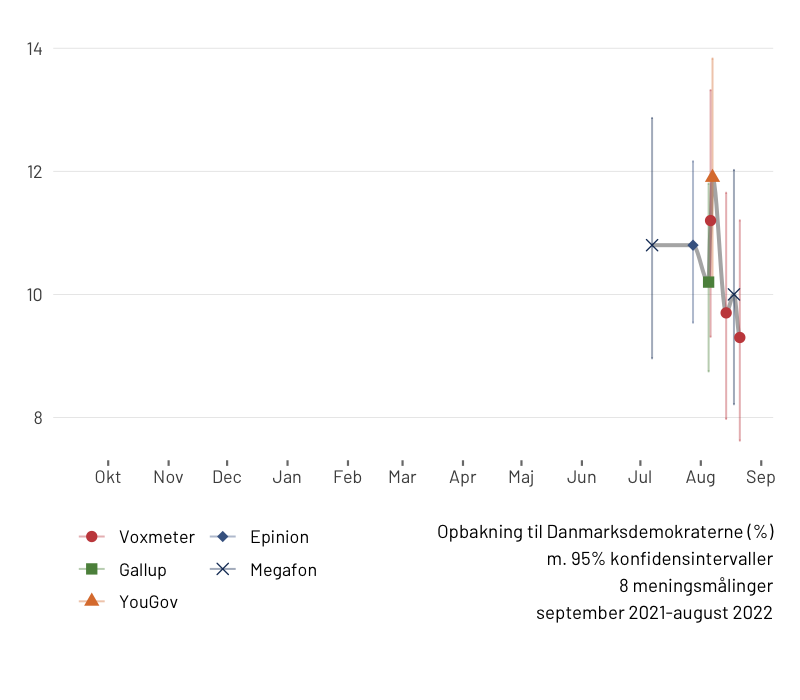 14
12
10
8
Okt Nov Dec Jan Feb Mar Apr Maj Jun Jul Aug Sep
Voxmeter Epinion
Gallup Megafon
YouGov
Opbakning til Danmarksdemokraterne (%)
m. 95% konfidensintervaller
8 meningsmålinger
september 2021-august 2022